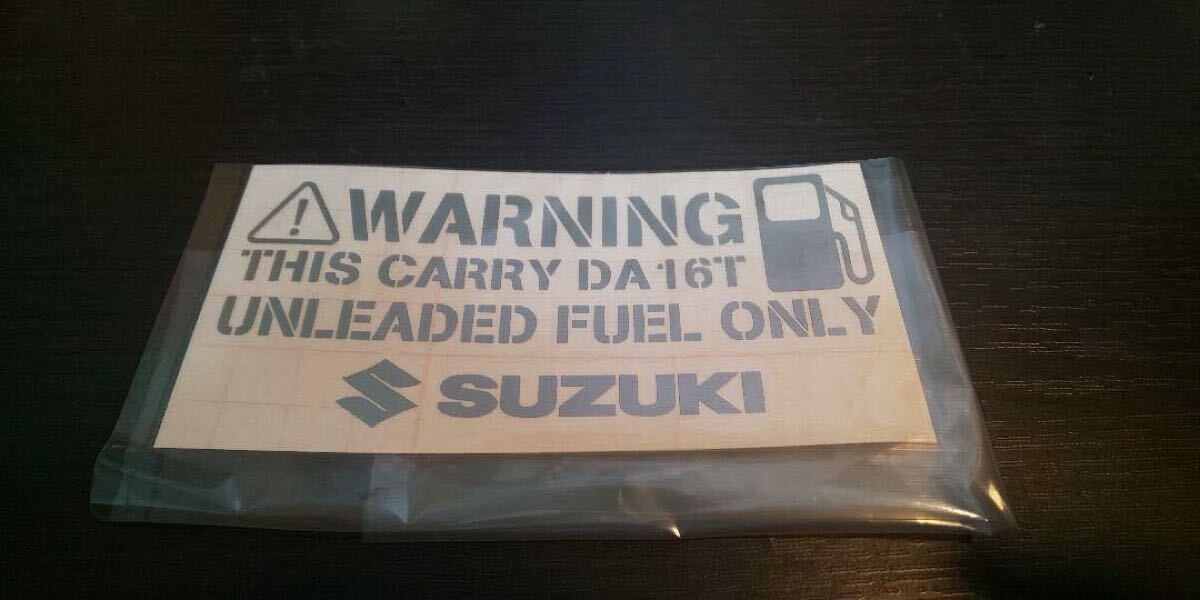 WARNING
THIS CARRY DA16T
UNLEADED FUEL ONLY
SUZUKI